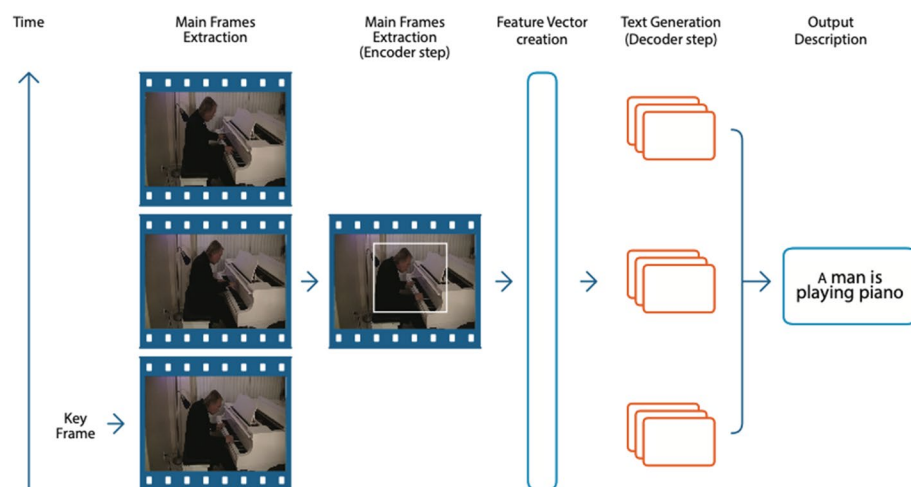 Time
Main Frames
Extraction
Main Frames
Extraction
(Encoder step)
Feature Vector
creation
Text Generation
(Decoder step)
Output
Description
Key
Frame
A man is
playing piano